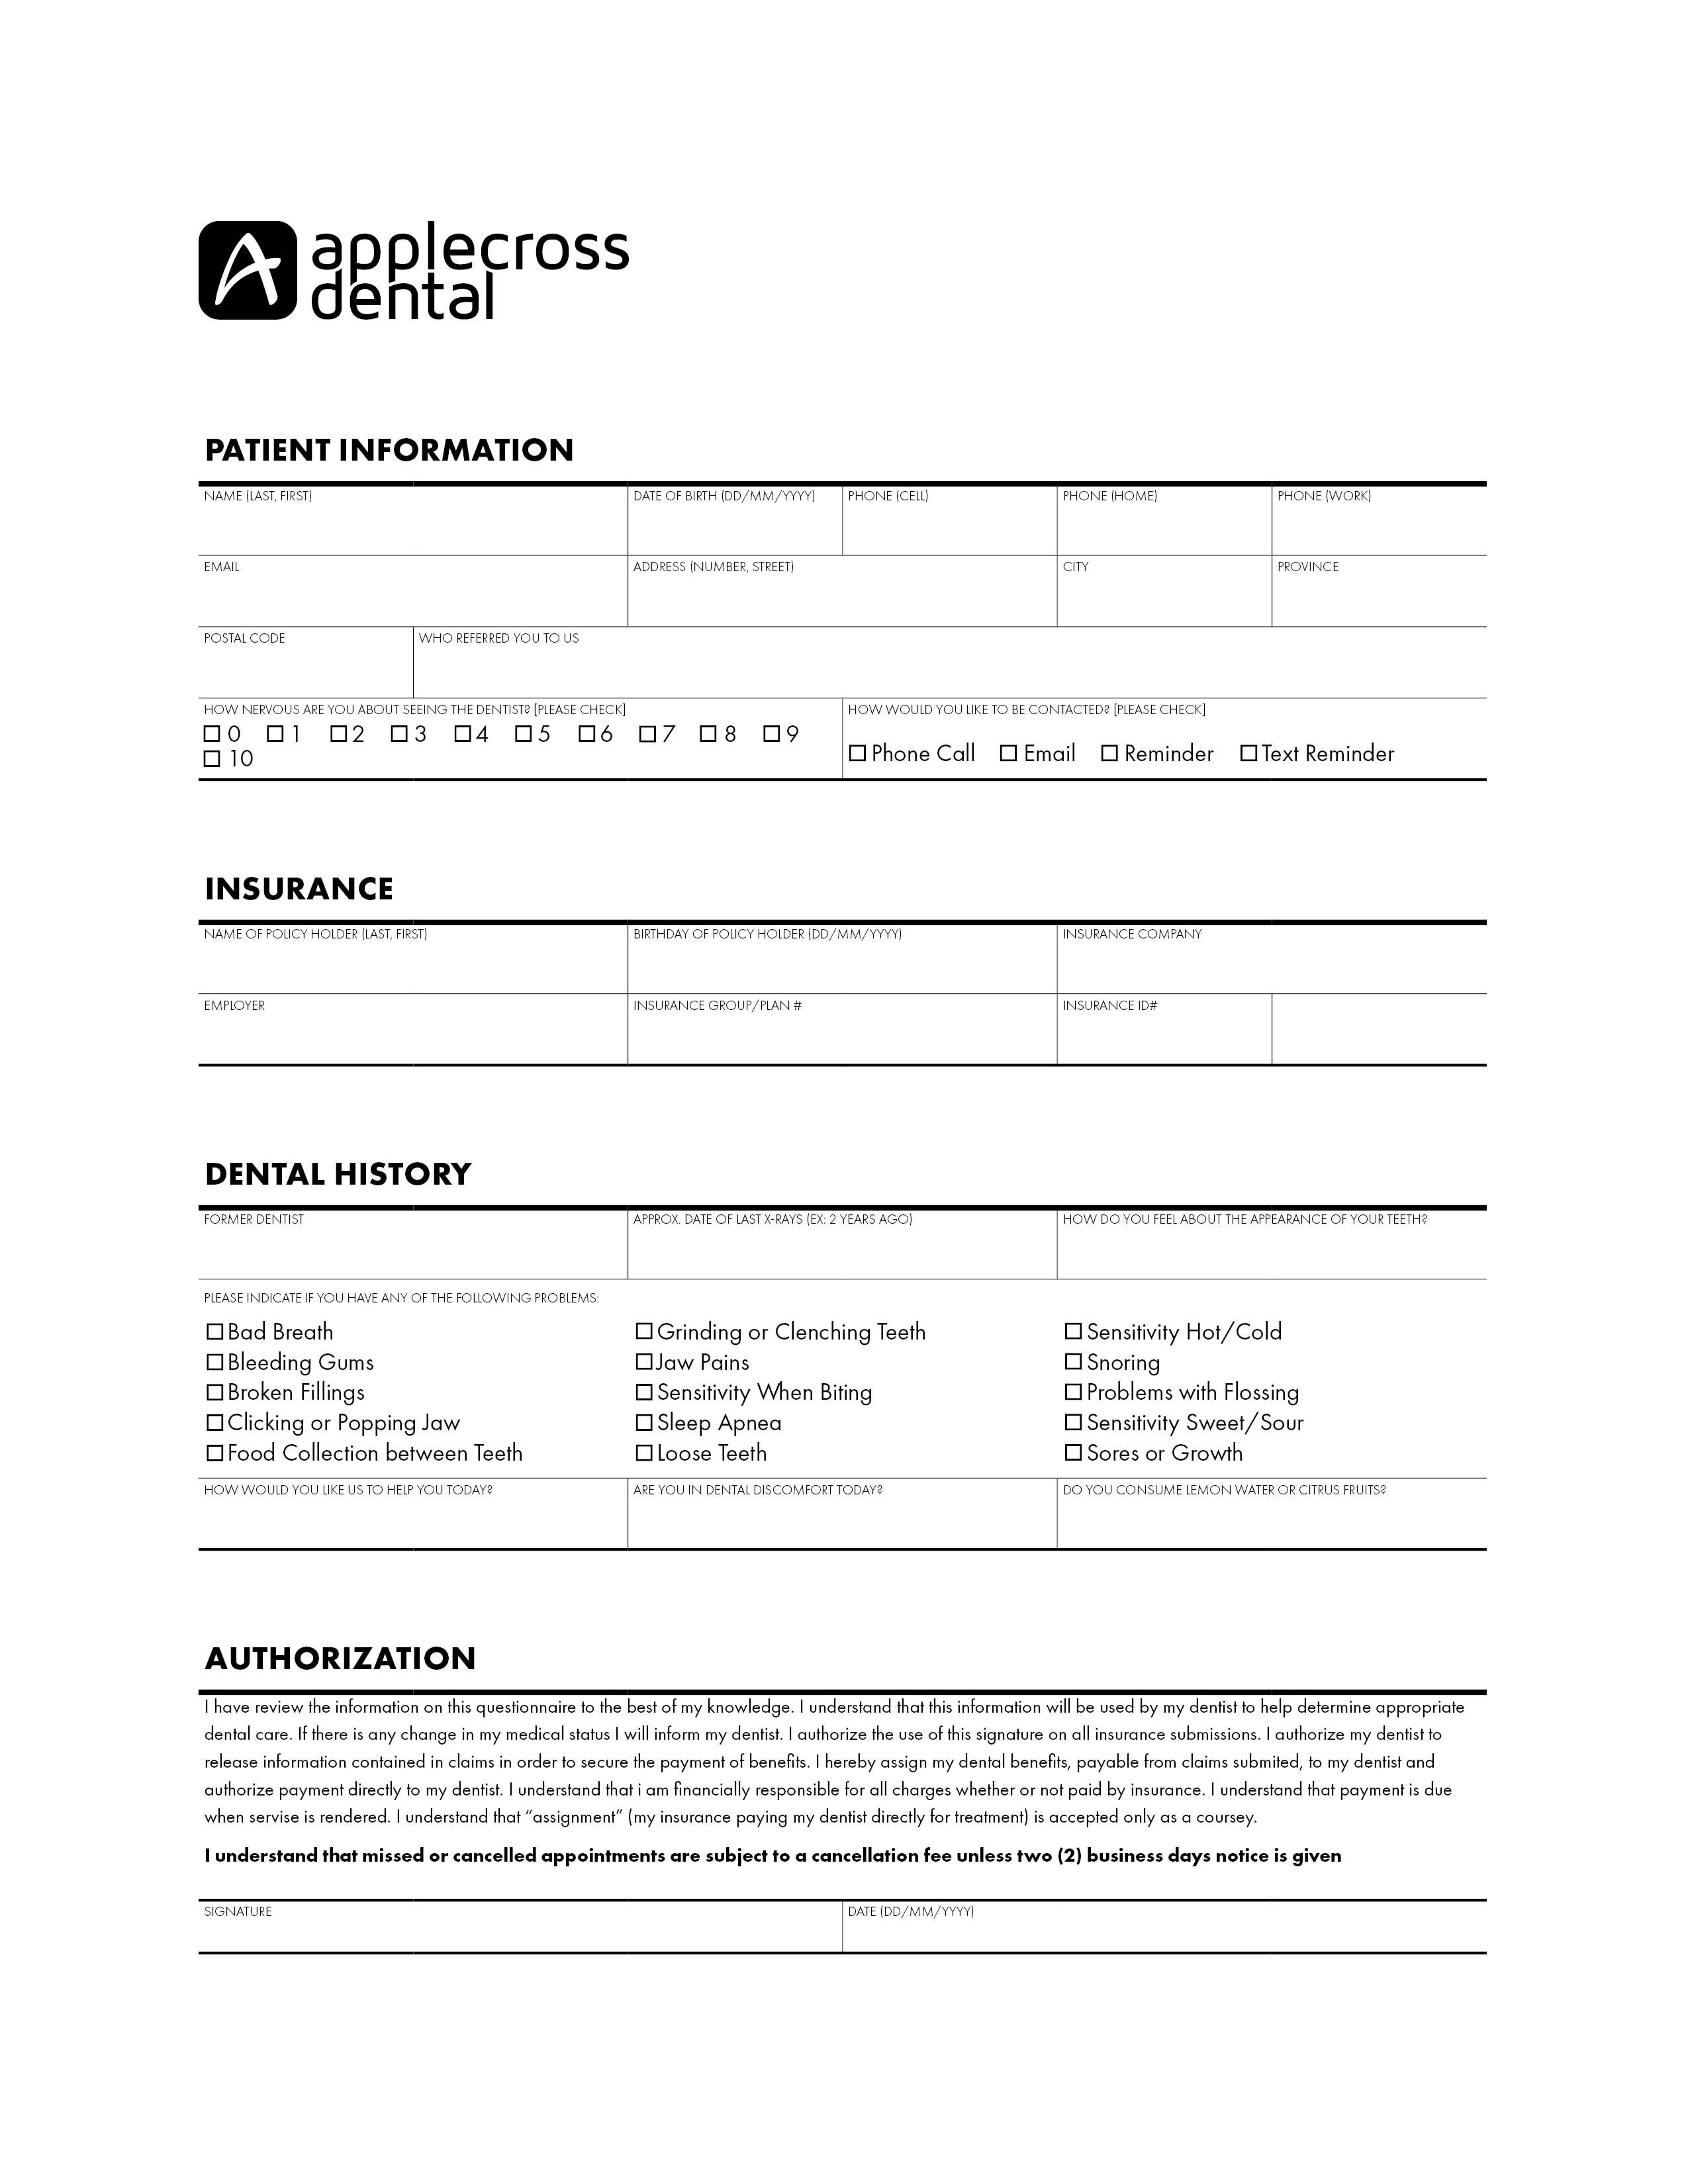 A applecross
dental
PATIENT INFORMATION
NAME (LAST, FIRST) DATE OF BIRTH (DD/MM/YYYY) PHONE (CELL) PHONE (HOME) PHONE (WORK)
EMAIL ADDRESS (NUMBER, STREET) CITY PROVINCE
POSTAL CODE WHO REFERRED YOU TO US
HOW NERVOUS ARE YOU ABOUT SEEING THE DENTIST? [PLEASE CHECK]
☐ 0 ☐ 1 ☐ 2 ☐ 3 ☐ 4 ☐ 5 ☐ 6 ☐ 7 ☐ 8 ☐ 9
☐ 10
HOW WOULD YOU LIKE TO BE CONTACTED? [PLEASE CHECK]
☐ Phone Call ☐ Email ☐ Reminder ☐ Text Reminder
INSURANCE
NAME OF POLICY HOLDER (LAST, FIRST) BIRTHDAY OF POLICY HOLDER (DD/MM/YYYY) INSURANCE COMPANY
EMPLOYER INSURANCE GROUP/PLAN # INSURANCE ID#
DENTAL HISTORY
FORMER DENTIST APPROX. DATE OF LAST X-RAYS (EX: 2 YEARS AGO) HOW DO YOU FEEL ABOUT THE APPEARANCE OF YOUR TEETH?
PLEASE INDICATE IF YOU HAVE ANY OF THE FOLLOWING PROBLEMS:
☐ Bad Breath ☐ Grinding or Clenching Teeth ☐ Sensitivity Hot/Cold
☐ Bleeding Gums ☐ Jaw Pains ☐ Snoring
☐ Broken Fillings ☐ Sensitivity When Biting ☐ Problems with Flossing
☐ Clicking or Popping Jaw ☐ Sleep Apnea ☐ Sensitivity Sweet/Sour
☐ Food Collection between Teeth ☐ Loose Teeth ☐ Sores or Growth
HOW WOULD YOU LIKE US TO HELP YOU TODAY? ARE YOU IN DENTAL DISCOMFORT TODAY? DO YOU CONSUME LEMON WATER OR CITRUS FRUITS?
AUTHORIZATION
I have review the information on this questionnaire to the best of my knowledge. I understand that this information will be used by my dentist to help determine appropriate
dental care. If there is any change in my medical status I will inform my dentist. I authorize the use of this signature on all insurance submissions. I authorize my dentist to
release information contained in claims in order to secure the payment of benefits. I hereby assign my dental benefits, payable from claims submited, to my dentist and
authorize payment directly to my dentist. I understand that i am financially responsible for all charges whether or not paid by insurance. I understand that payment is due
when servise is rendered. I understand that “assignment” (my insurance paying my dentist directly for treatment) is accepted only as a coursey.
I understand that missed or cancelled appointments are subject to a cancellation fee unless two (2) business days notice is given
SIGNATURE DATE (DD/MM/YYYY)